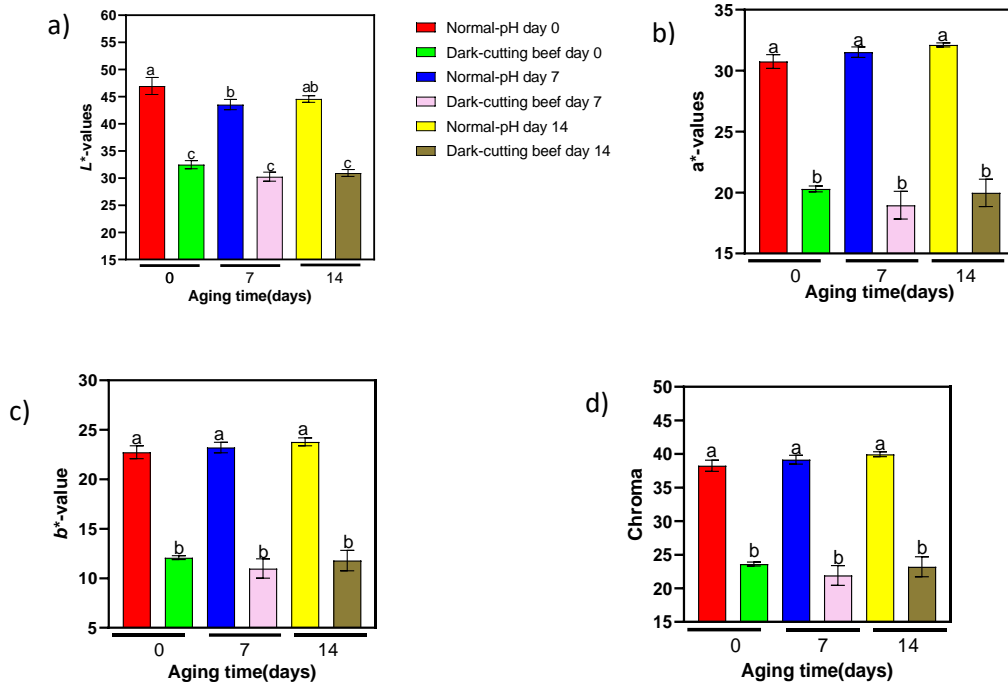 a)
60
55
50
45
40
35
30
25
20
15
L*-values
a
c
b
c
ab
c
0
7
14
Aging time(days)
Normal-pH day 0
Dark-cutting beef day 0
Normal-pH day 7
Dark-cutting beef day 7
Normal-pH day 14
Dark-cutting beef day 14
b)
35
30
25
20
15
a*-values
a
b
a
b
a
b
0
7
14
Aging time(days)
c)
30
25
20
15
10
5
b*-value
a
b
a
b
a
b
0
7
14
Aging time(days)
d)
50
45
40
35
30
25
20
15
Chroma
a
b
a
b
a
b
0
7
14
Aging time(days)